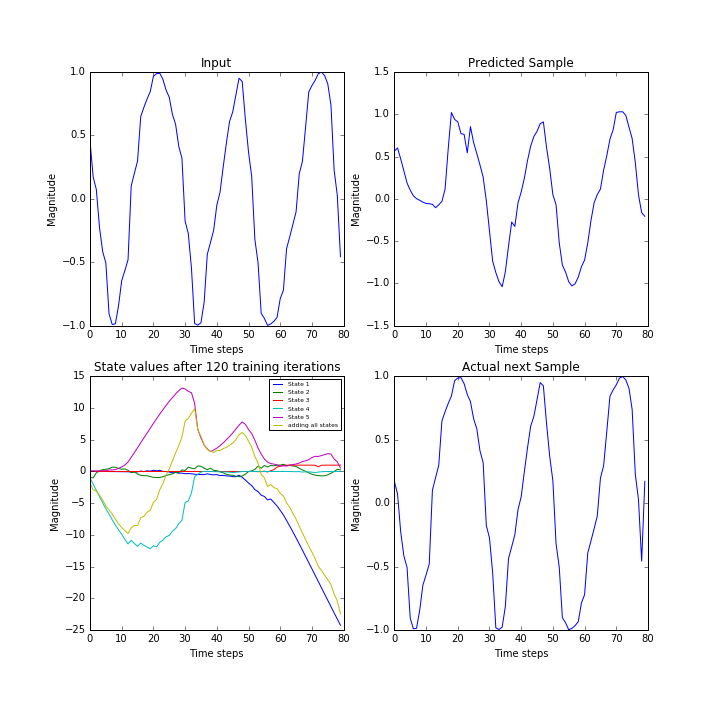 Input
1.0
0.5
0.0
−0.5
−1.0
Magnitude
0 10 20 30 40 50 60 70 80
Time steps
Predicted Sample
1.5
1.0
0.5
0.0
−0.5
−1.0
−1.5
Magnitude
0 10 20 30 40 50 60 70 80
Time steps
State values after 120 training iterations
15
10
5
0
−5
−10
−15
−20
−25
Magnitude
State 1
State 2
State 3
State 4
State 5
adding all states
0 10 20 30 40 50 60 70 80
Time steps
Actual next Sample
1.0
0.5
0.0
−0.5
−1.0
Magnitude
0 10 20 30 40 50 60 70 80
Time steps